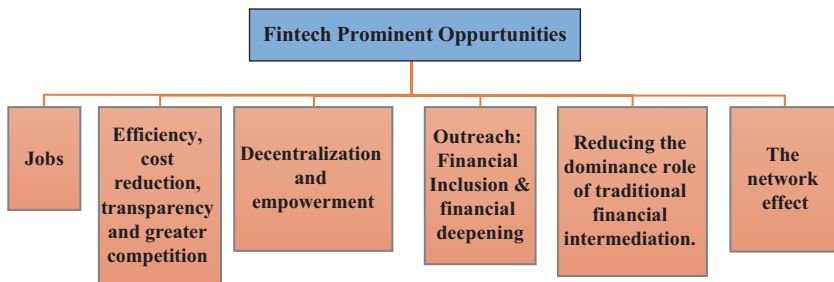 Fintech Prominent Oppurtunities
Jobs
Efficiency,
cost
reduction,
transparency
and greater
competition
Decentralization
and
empowerment
Outreach:
Financial
Inclusion &
financial
deepening
Reducing the
dominance role
of traditional
financial
intermediation.
The
network
effect